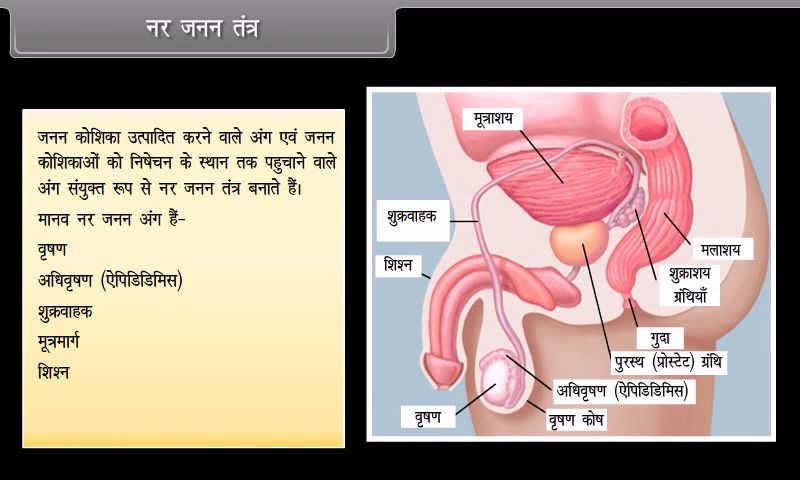 नर जनन तंत्र
जनन कोशिका उत्पादित करने वाले अंग एवं जनन
कोशिकाओं को निषेचन के स्थान तक पहुचाने वाले
अंग संयुक्त रूप से नर जनन तंत्र बनाते हैं।
मानव नर जनन अंग हैं-
वृषण
अधिवृषण (ऐपिडिडिमिस)
शुक्रवाहक
मूत्रमार्ग
शिश्न
मूत्राशय
शुक्रवाहक
शिश्न
मलाशय
शुक्राशय
ग्रंथियाँ
गुदा
पुरस्थ (प्रोस्टेट) ग्रंथि
अधिवृषण (ऐपिडिडिमिस)
वृषण
वृषण कोष